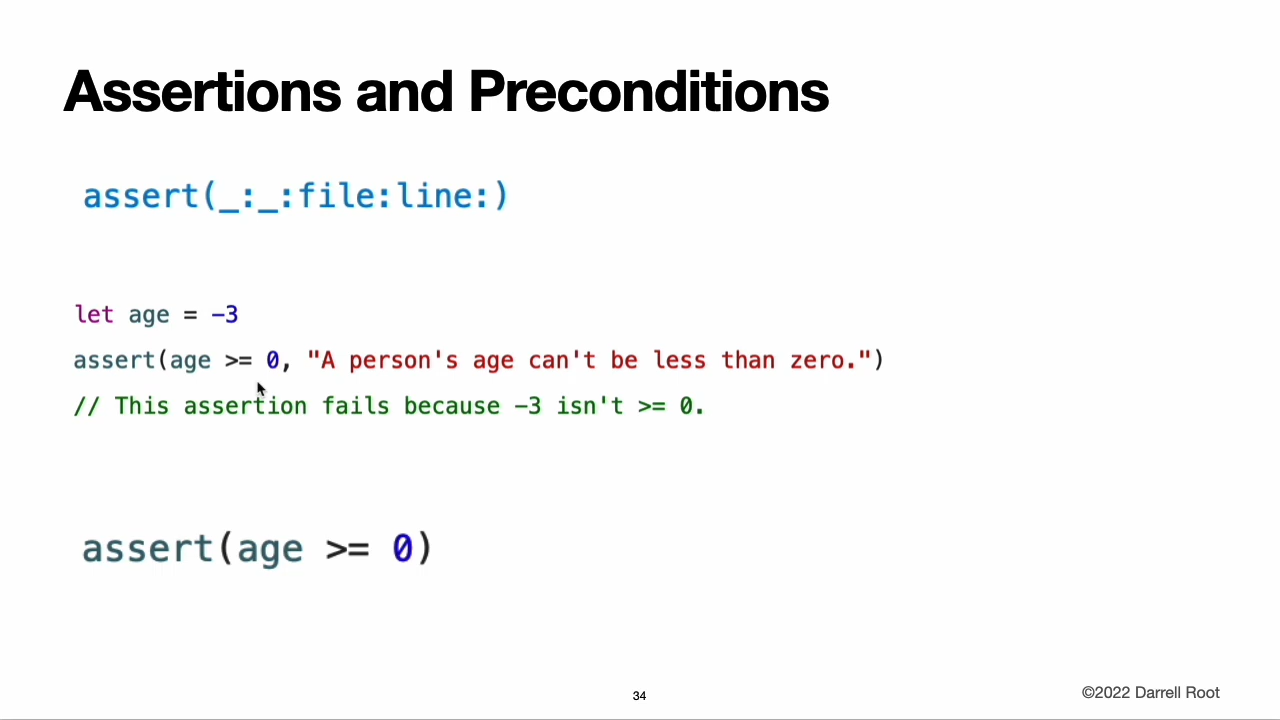 Assertions and Preconditions
assert(_:_:file:line:)
let age = -3
assert(age >= 0, "A person's age can't be less than zero.")
// This assertion fails because -3 isn't >= 0.
assert(age >= 0)
34
©2022 Darrell Root